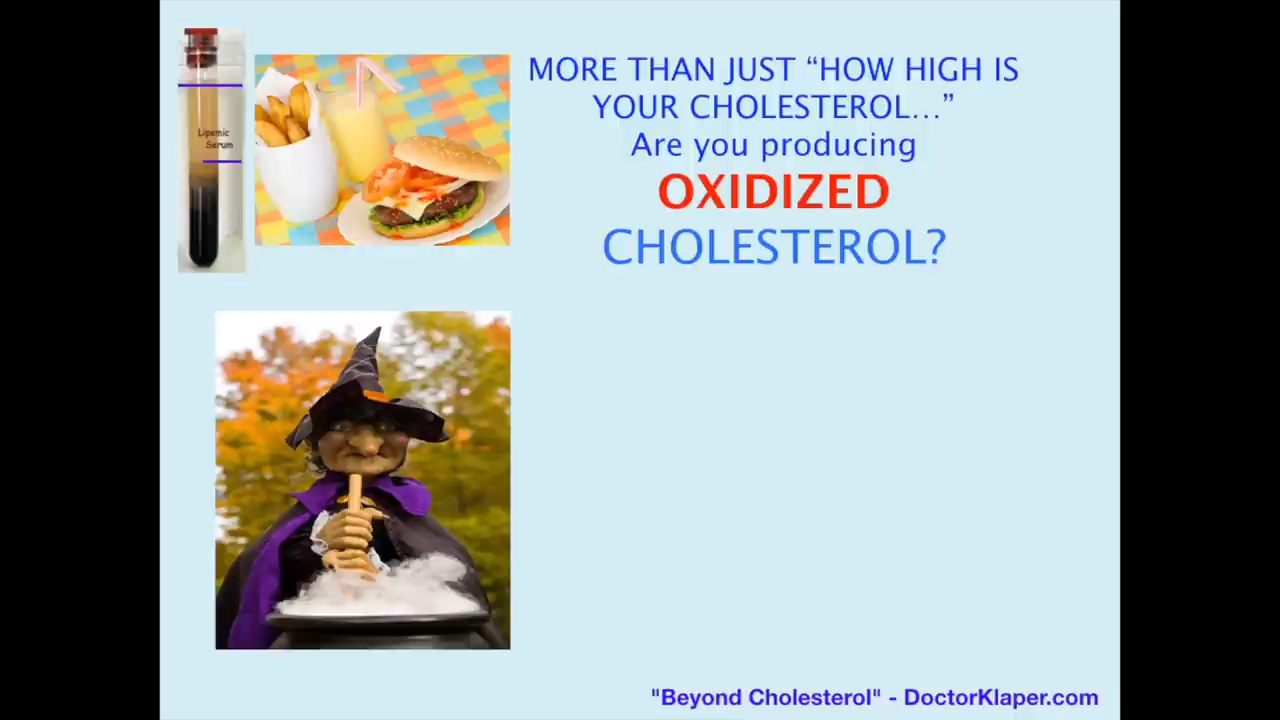 Lipemic
Serum
MORE THAN JUST “HOW HIGH IS
YOUR CHOLESTEROL...”
Are you producing
OXIDIZED
CHOLESTEROL?
"Beyond Cholesterol" - DoctorKlaper.com